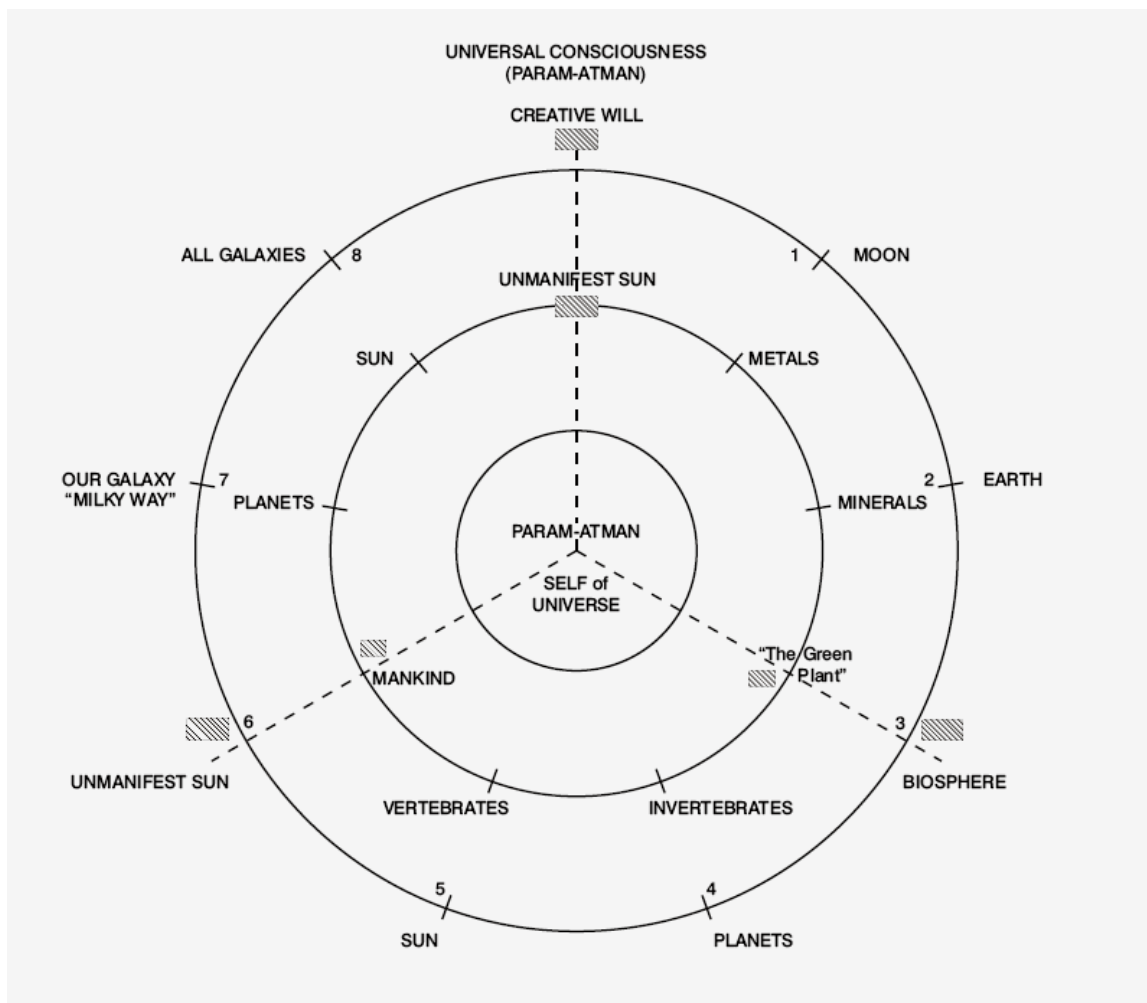 UNIVERSAL CONSCIOUSNESS
(PARAM-ATMAN)
CREATIVE WILL
ALL GALAXIES
8
1
MOON
UNMANIFEST SUN
SUN
METALS
OUR GALAXY
“MILKY WAY”
7
PLANETS
MINERALS
2
EARTH
PARAM-ATMAN
SELF of
UNIVERSE
“The Green
Plant”
MANKIND
6
3
UNMANIFEST SUN
BIOSPHERE
VERTEBRATES
INVERTEBRATES
5
4
SUN
PLANETS